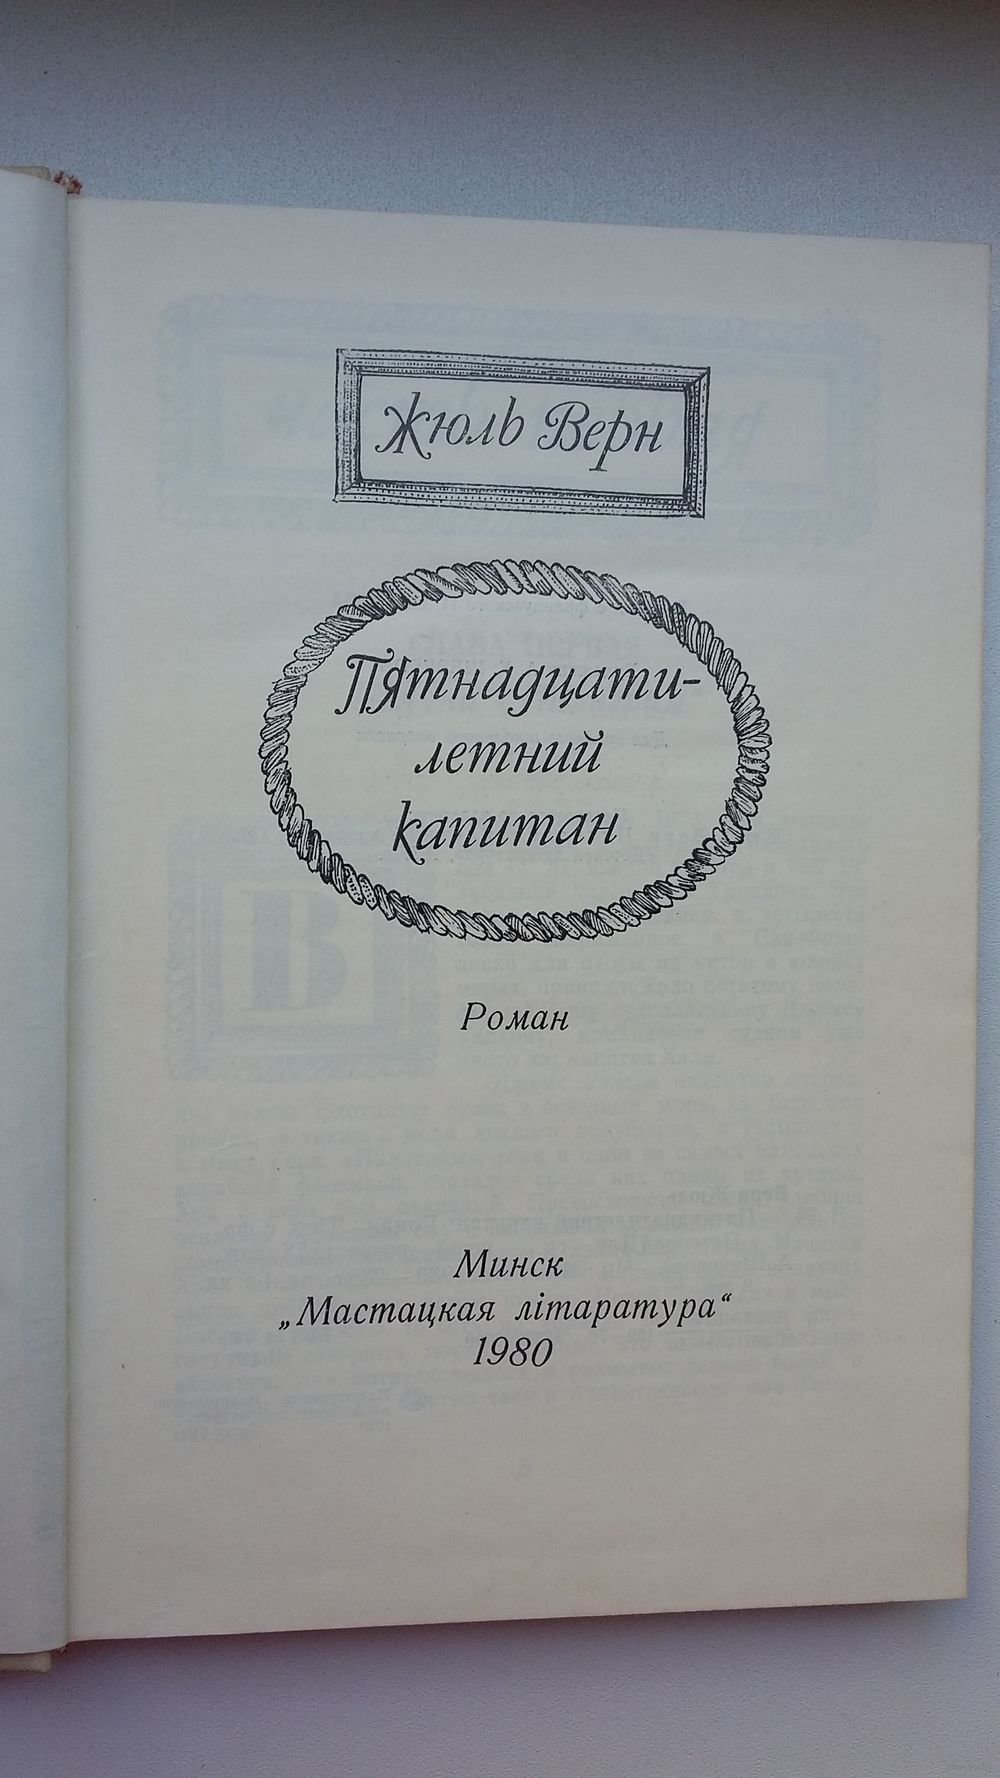 Жюль Верн
Пятнадцати-
летний
капитан
Роман
Минск
„Мастацкая літаратура“
1980